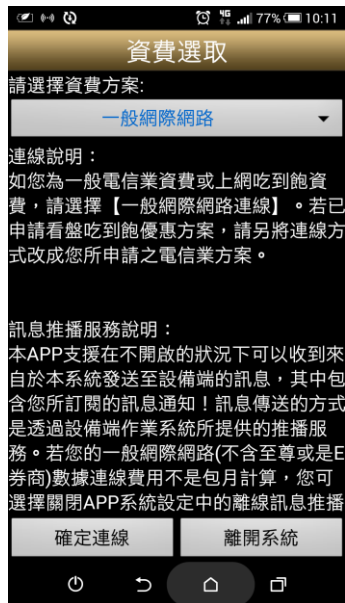 4G 77% 10:11
資費選取
請選擇資費方案:
一般網際網路
連線說明：
如您為一般電信業資費或上網吃到飽資
費，請選擇【一般網際網路連線】。若已
申請看盤吃到飽優惠方案，請另將連線方
式改成您所申請之電信業方案。
訊息推播服務說明：
本APP支援在不開啟的狀況下可以收到來
自於本系統發送至設備端的訊息，其中包
含您所訂閱的訊息通知！訊息傳送的方式
是透過設備端作業系統所提供的推播服
務。若您的一般網際網路(不含至尊或是E
券商)數據連線費用不是包月計算，您可
選擇關閉APP系統設定中的離線訊息推播
確定連線
離開系統